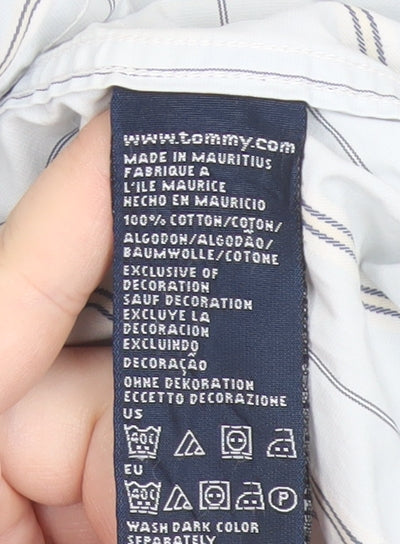 www.tommy.com
MADE IN MAURITIUS
FABRIQUE A
L'ILE MAURICE
HECHO EN MAURICIO
100% COTTON/COTON/
ALGODON/ALGODÃO/
BAUMWOLLE/COTONE
EXCLUSIVE OF
DECORATION
SAUF DECORATION
EXCLUYE LA
DECORACION
EXCLUINDO
DECORAÇÃO
OHNE DEKORATION
ECCETTO DECORAZIONE
US
40C
EU
40C P
WASH DARK COLOR
SEPARATELY